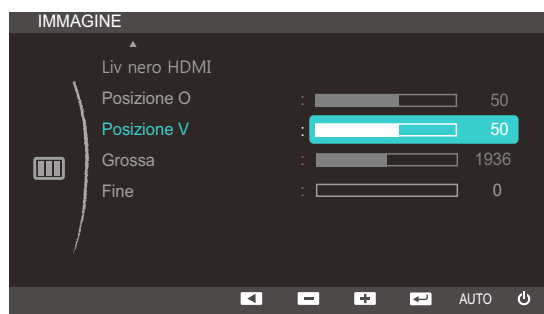 IMMAGINE
Liv nero HDMI
Posizione O : 50
Posizione V : 50
Grossa : 1936
Fine : 0
AUTO